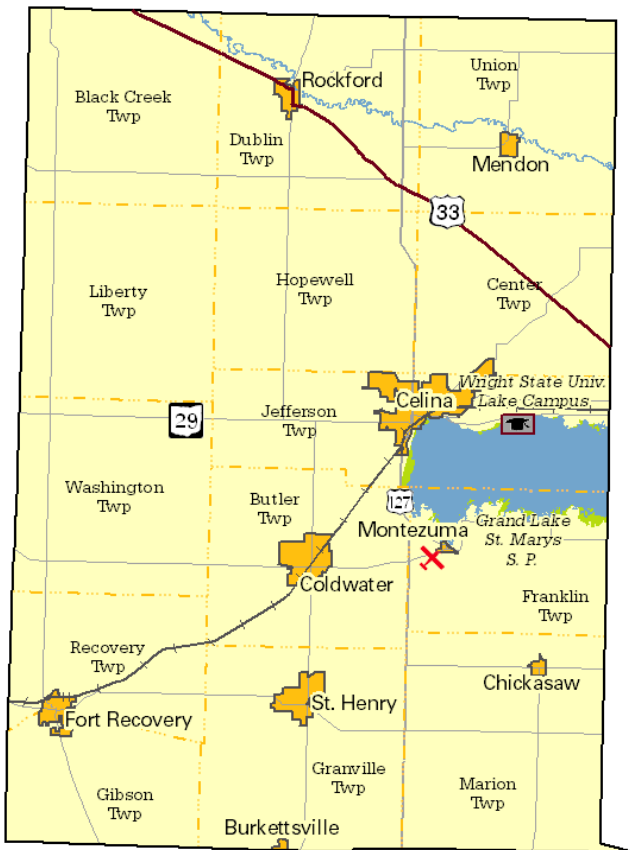 Rockford
Union
Twp
Black Creek
Twp
Dublin
Twp
Mendon
33
Hopewell
Twp
Center
Twp
Liberty
Twp
Wright State Univ.
Lake Campus
Celina
29
Jefferson
Twp
Washington
Twp
Butler
Twp
127
Montezuma
Grand Lake
St. Marys
S. P.
Coldwater
Franklin
Twp
Recovery
Twp
Chickasaw
St. Henry
Fort Recovery
Granville
Twp
Marion
Twp
Gibson
Twp
Burkettsville